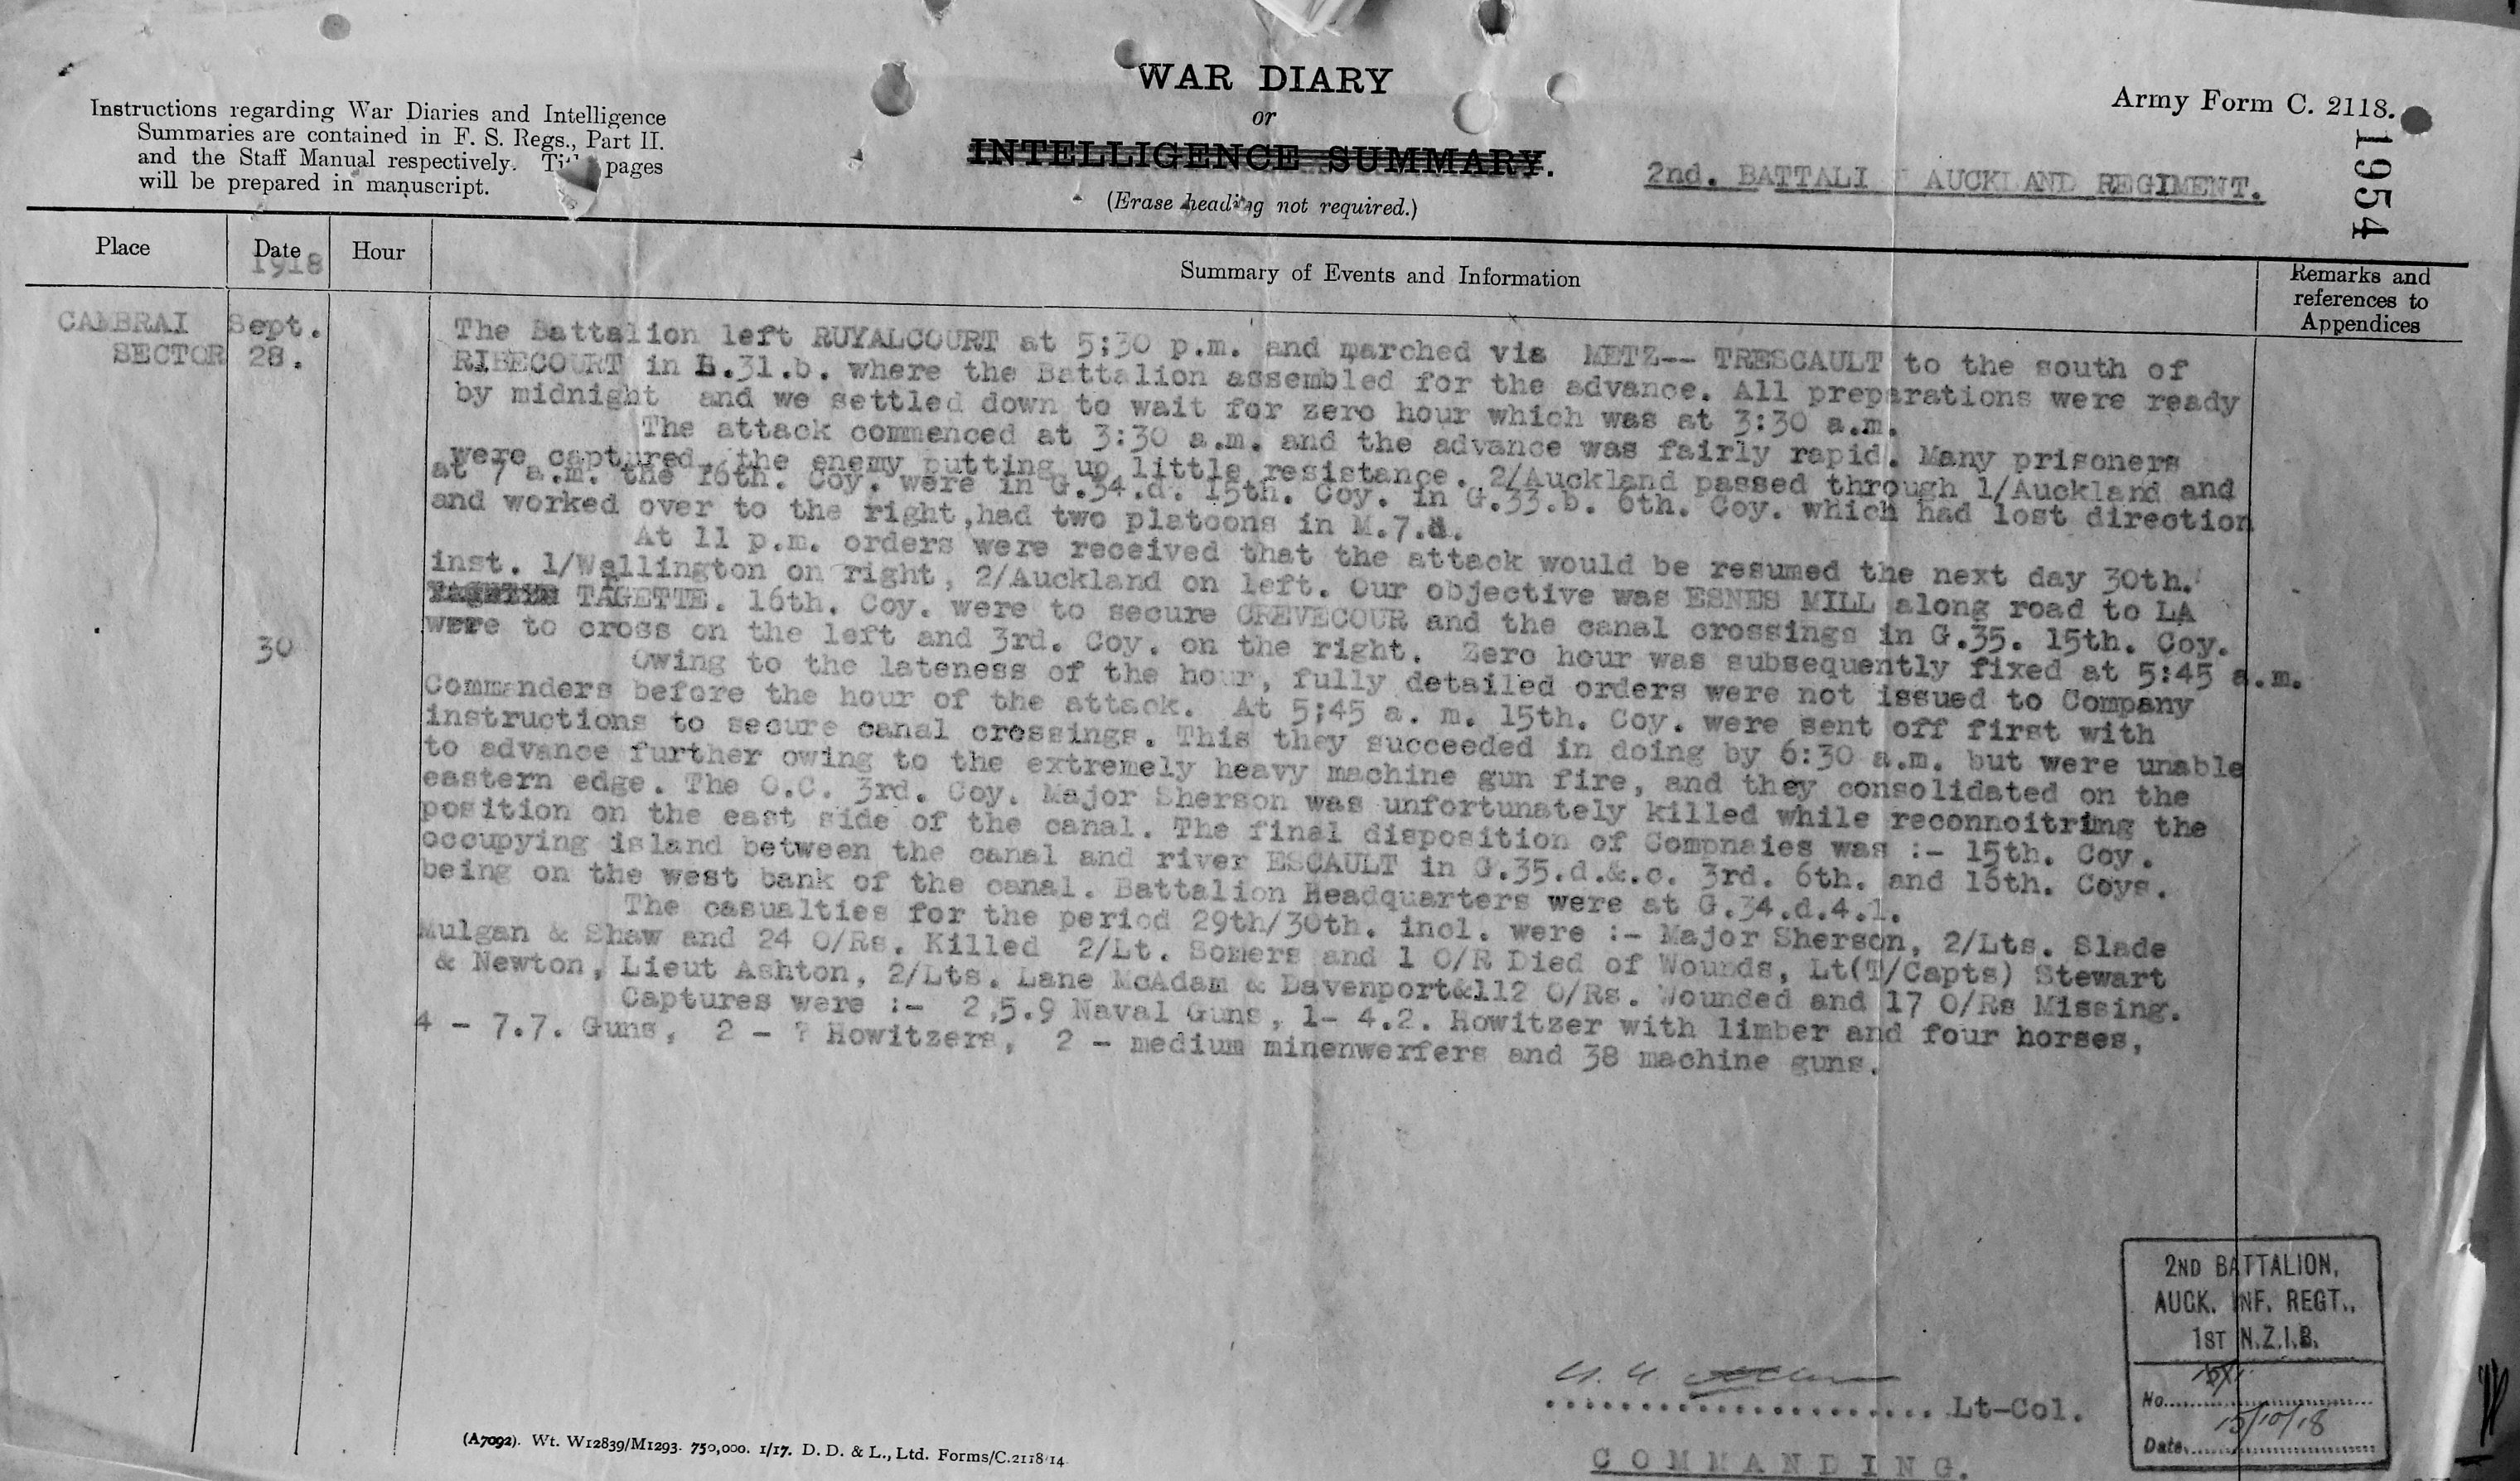 Instructions regarding War Diaries and Intelligence
Summaries are contained in F. S. Regs., Part II.
and the Staff Manual respectively. pages
will be prepared in manuscript.
WAR DIARY
or
INTELLIGENCE SUMMARY.
(Erase heading not required.)
Army Form C. 2118.
1954
2nd. BATTALI AUCKLAND REGIMENT.
Place
Date
1918
Hour
Summary of Events and Information
Remarks and
references to
Appendices
CAMBRAI
SECTOR
Sept.
28.
The Battalion left RUYALCOURT at 5:30 p.m. and marched via METZ-- TRESCAULT to the south of
RIBECOURT in L.31.b. where the Battalion assembled for the advance. All preparations were ready
by midnight and we settled down to wait for zero hour which was at 3:30 a.m.
The attack commenced at 3:30 a.m. and the advance was fairly rapid. Many prisoners
were captured, the enemy putting up little resistance. 2/Auckland passed through 1/Auckland and
at 7 a.m. the 16th. Coy. were in G.34.d. 15th. Coy. in G.33.b. 6th. Coy. which had lost direction
and worked over to the right,had two platoons in M.7.
At 11 p.m. orders were received that the attack would be resumed the next day 30th.
inst. 1/Wellington on right, 2/Auckland on left. Our objective was ESNES MILL along road to LA
TAGETTE. 16th. Coy. were to secure CREVECOUR and the canal crossings in G.35. 15th. Coy.
were to cross on the left and 3rd. Coy. on the right. Zero hour was subsequently fixed at 5:45 a.m.
30
Owing to the lateness of the hour, fully detailed orders were not issued to Company
Commanders before the hour of the attack. At 5:45 a. m. 15th. Coy. were sent off first with
instructions to secure canal crossings. This they succeeded in doing by 6:30 a.m. but were unable
to advance further owing to the extremely heavy machine gun fire, and they consolidated on the
eastern edge. The O.C. 3rd. Coy. Major Sherson was unfortunately killed while reconnoitring the
position on the east side of the canal. The final disposition of Compnaies was :- 15th. Coy.
occupying island between the canal and river ESCAULT in G.35.d.&.c. 3rd. 6th. and 16th. Coys.
being on the west bank of the canal. Battalion Headquarters were at G.34.d.4.1.
The casualties for the period 29th/30th. incl. were :- Major Sherson, 2/Lts. Slade
Mulgan & Shaw and 24 O/Rs. Killed 2/Lt. Somers and 1 O/R Died of Wounds, Lt(T/Capts) Stewart
& Newton, Lieut Ashton, 2/Lts. Lane McAdam & Davenport&112 O/Rs. Wounded and 17 O/Rs Missing.
Captures were :- 2,5.9 Naval Guns, 1- 4.2. Howitzer with limber and four horses,
4 - 7.7. Guns, 2 - ? Howitzers, 2 - medium minenwerfers and 38 machine guns.
Lt-Col.
COMMANDING.
2ND BATTALION,
AUCK. INF. REGT.,
1ST N.Z.I.B.
No.
Date. 15/10/18
(A7092). Wt. W12839/M1293. 750,000. 1/17. D. D. & L., Ltd. Forms/C.2118/14